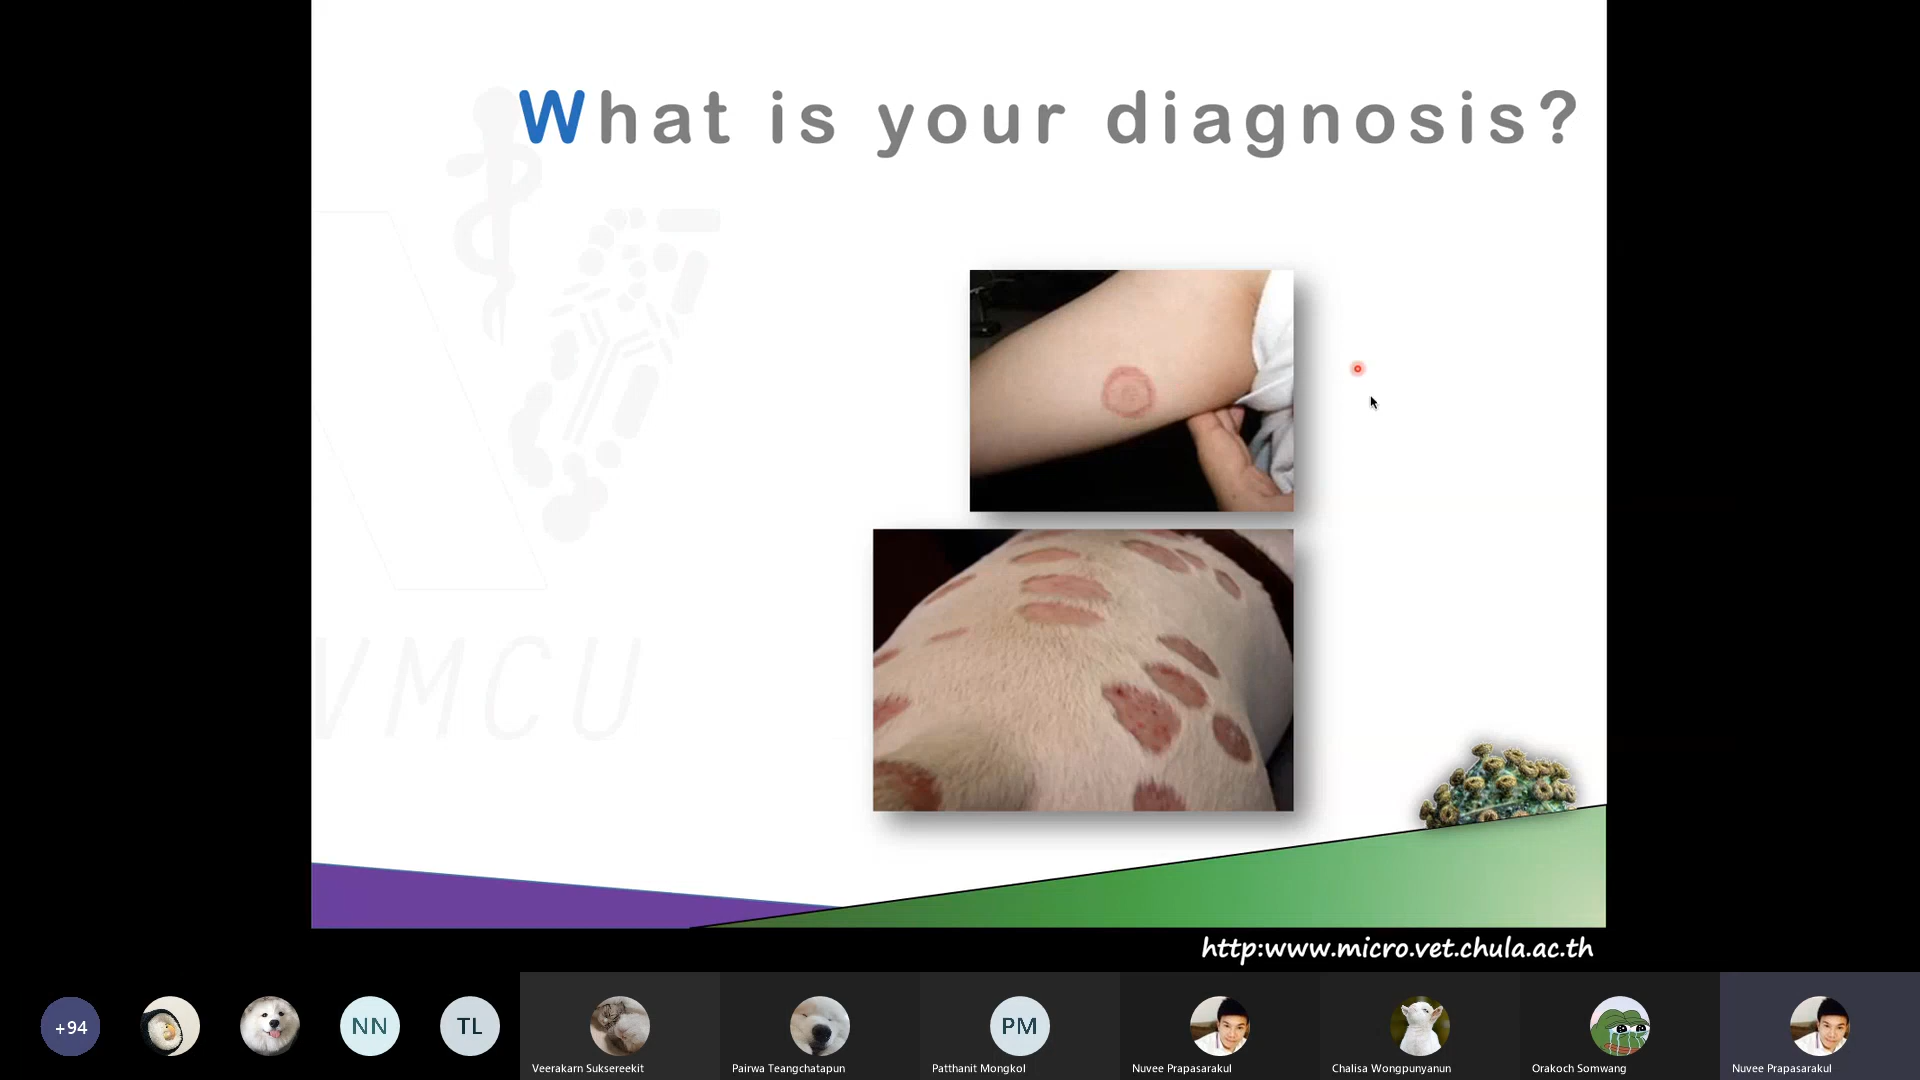 What is your diagnosis?
VMCU
http:www.micro.vet.chula.ac.th
+94
NN
TL
PM
Veerakarn Suksereekit
Pairwa Teangchatapun
Patthanit Mongkol
Nuvee Prapasarakul
Chalisa Wongpunyanun
Orakoch Somwang
Nuvee Prapasarakul